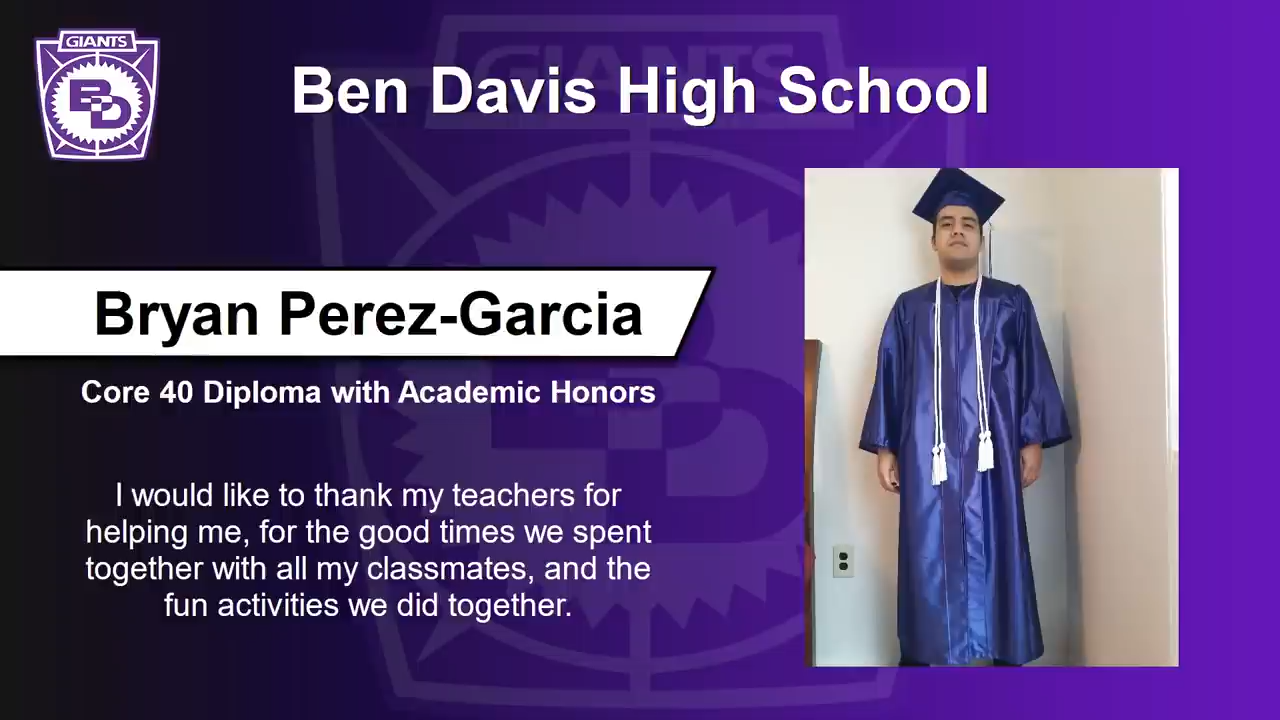 GIANTS
BD
Ben Davis High School
Bryan Perez-Garcia
Core 40 Diploma with Academic Honors
I would like to thank my teachers for
helping me, for the good times we spent
together with all my classmates, and the
fun activities we did together.
GIANTS
BD